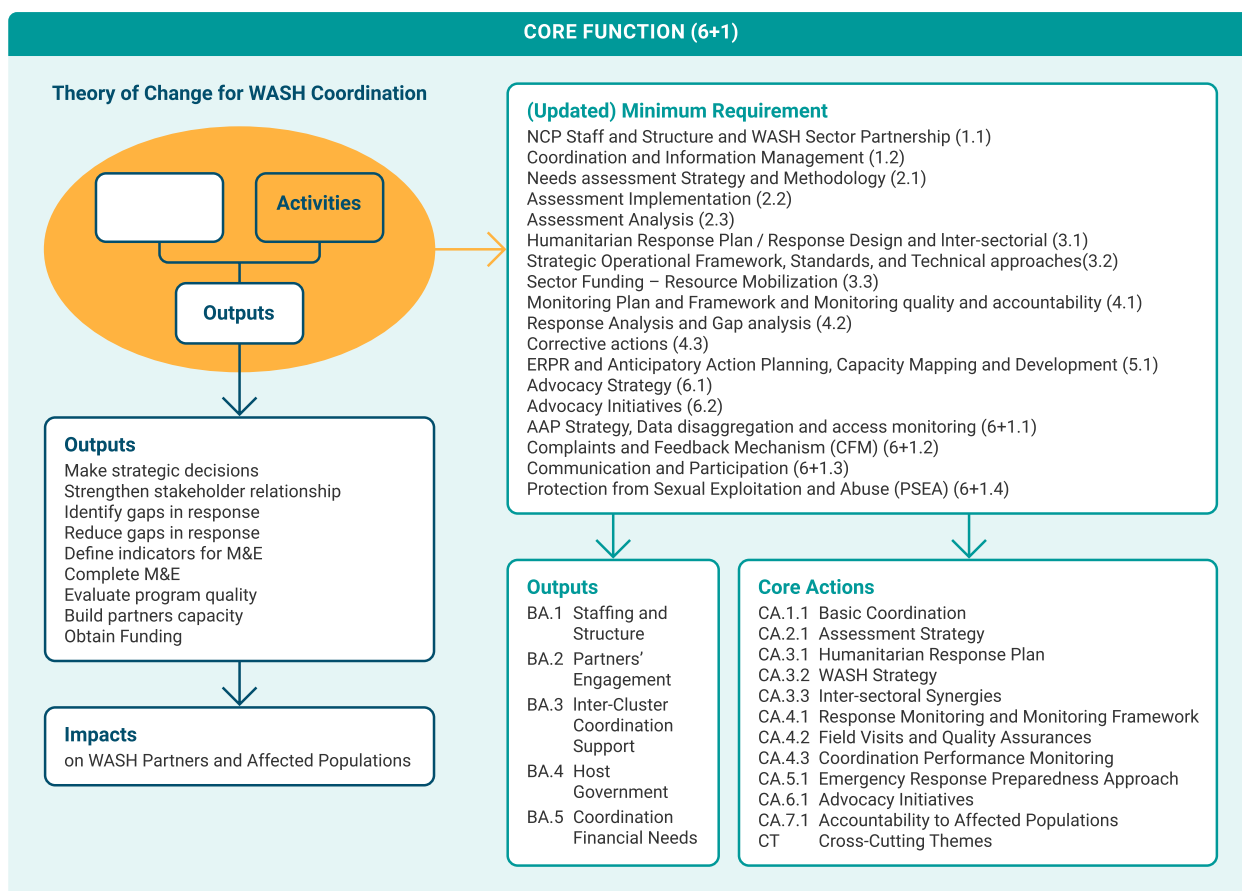 CORE FUNCTION (6+1)
Theory of Change for WASH Coordination
Activities
Outputs
Outputs
Make strategic decisions
Strengthen stakeholder relationship
Identify gaps in response
Reduce gaps in response
Define indicators for M&E
Complete M&E
Evaluate program quality
Build partners capacity
Obtain Funding
Impacts
on WASH Partners and Affected Populations
(Updated) Minimum Requirement
NCP Staff and Structure and WASH Sector Partnership (1.1)
Coordination and Information Management (1.2)
Needs assessment Strategy and Methodology (2.1)
Assessment Implementation (2.2)
Assessment Analysis (2.3)
Humanitarian Response Plan / Response Design and Inter-sectorial (3.1)
Strategic Operational Framework, Standards, and Technical approaches(3.2)
Sector Funding – Resource Mobilization (3.3)
Monitoring Plan and Framework and Monitoring quality and accountability (4.1)
Response Analysis and Gap analysis (4.2)
Corrective actions (4.3)
ERPR and Anticipatory Action Planning, Capacity Mapping and Development (5.1)
Advocacy Strategy (6.1)
Advocacy Initiatives (6.2)
AAP Strategy, Data disaggregation and access monitoring (6+1.1)
Complaints and Feedback Mechanism (CFM) (6+1.2)
Communication and Participation (6+1.3)
Protection from Sexual Exploitation and Abuse (PSEA) (6+1.4)
Outputs
BA.1 Staffing and
Structure
BA.2 Partners’
Engagement
BA.3 Inter-Cluster
Coordination
Support
BA.4 Host
Government
BA.5 Coordination
Financial Needs
Core Actions
CA.1.1 Basic Coordination
CA.2.1 Assessment Strategy
CA.3.1 Humanitarian Response Plan
CA.3.2 WASH Strategy
CA.3.3 Inter-sectoral Synergies
CA.4.1 Response Monitoring and Monitoring Framework
CA.4.2 Field Visits and Quality Assurances
CA.4.3 Coordination Performance Monitoring
CA.5.1 Emergency Response Preparedness Approach
CA.6.1 Advocacy Initiatives
CA.7.1 Accountability to Affected Populations
CT Cross-Cutting Themes